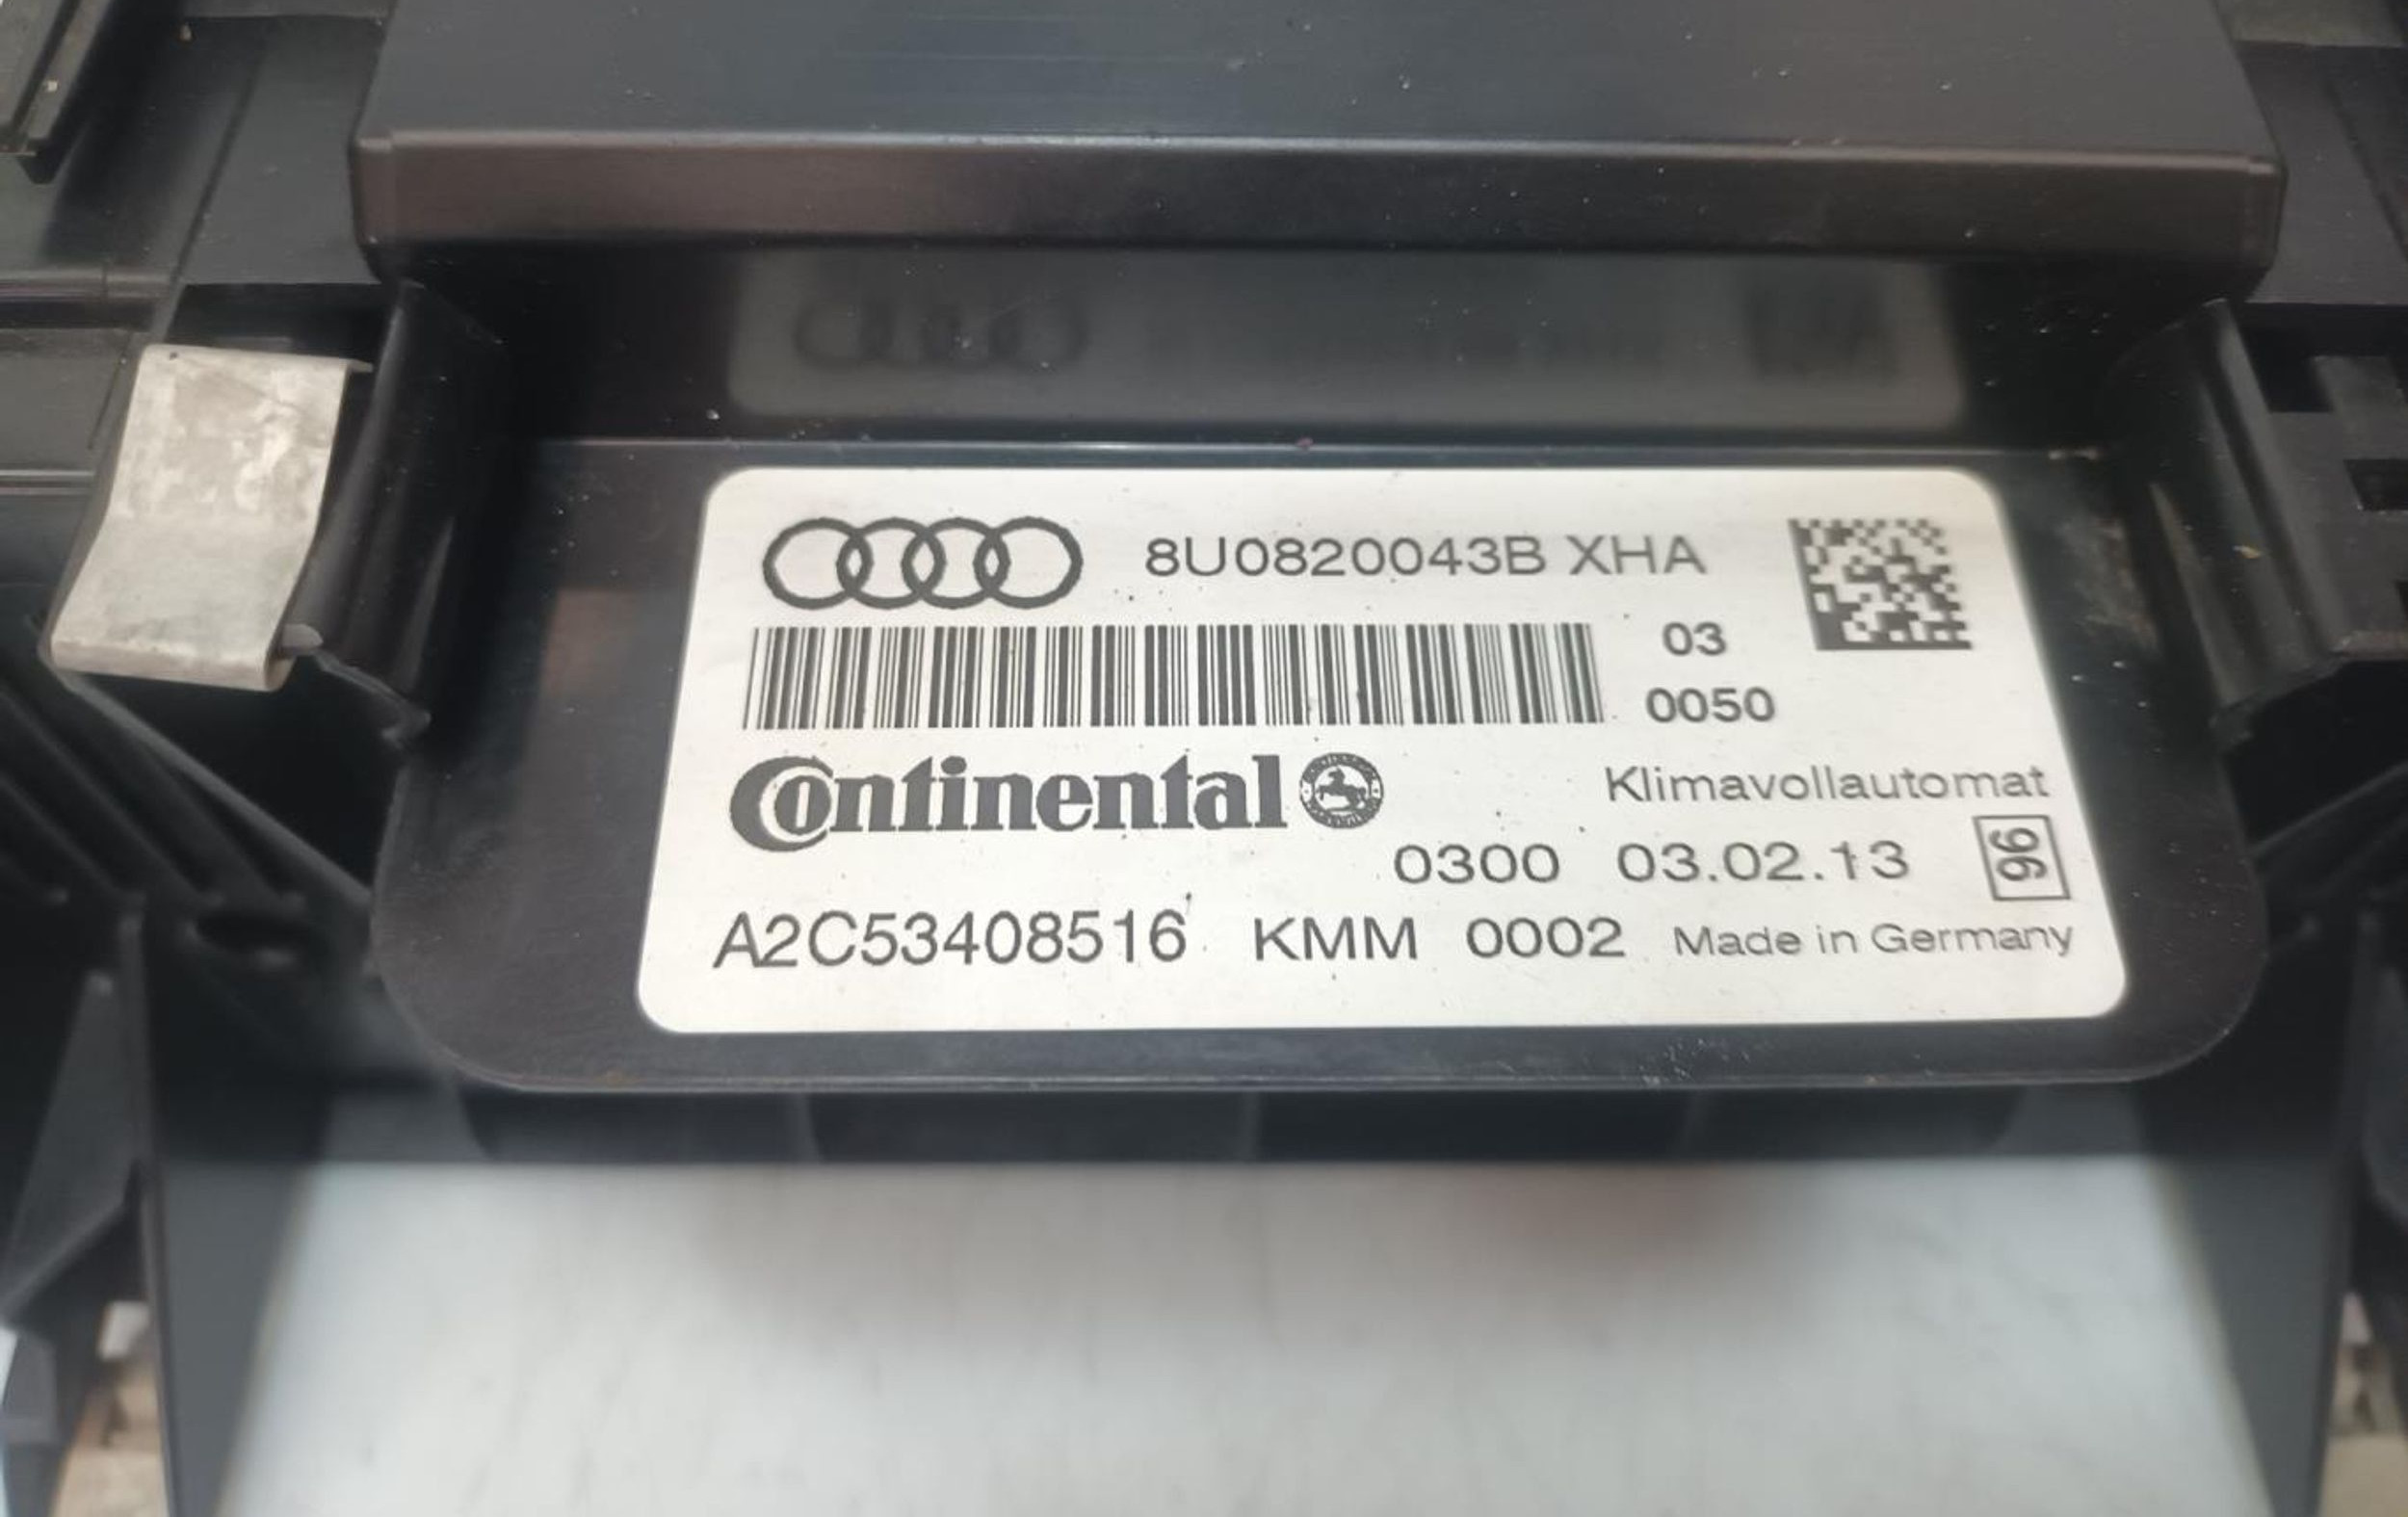 8U0820043B XHA
03
0050
Continental
Klimavollautomat
0300 03.02.13 96
A2C53408516 KMM 0002 Made in Germany